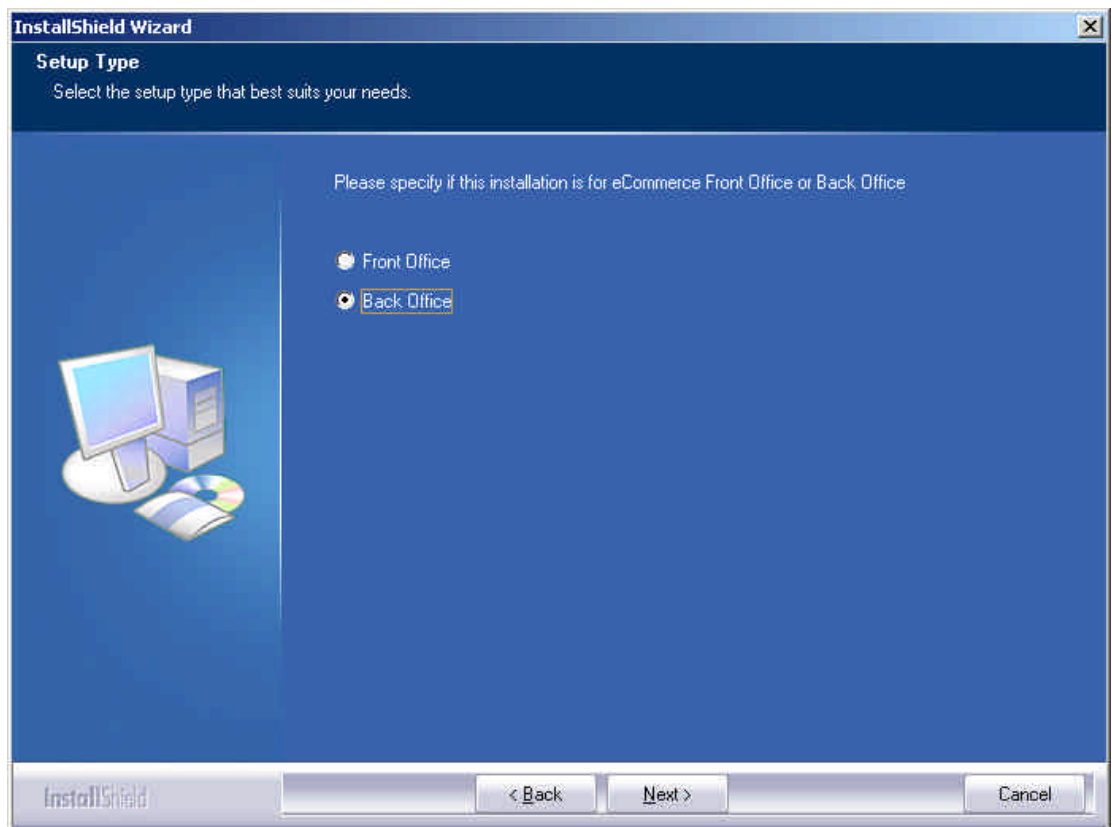 InstallShield Wizard
Setup Type
Select the setup type that best suits your needs.
Please specify if this installation is for eCommerce Front Office or Back Office
Front Office
Back Office
InstallShield
< Back
Next >
Cancel